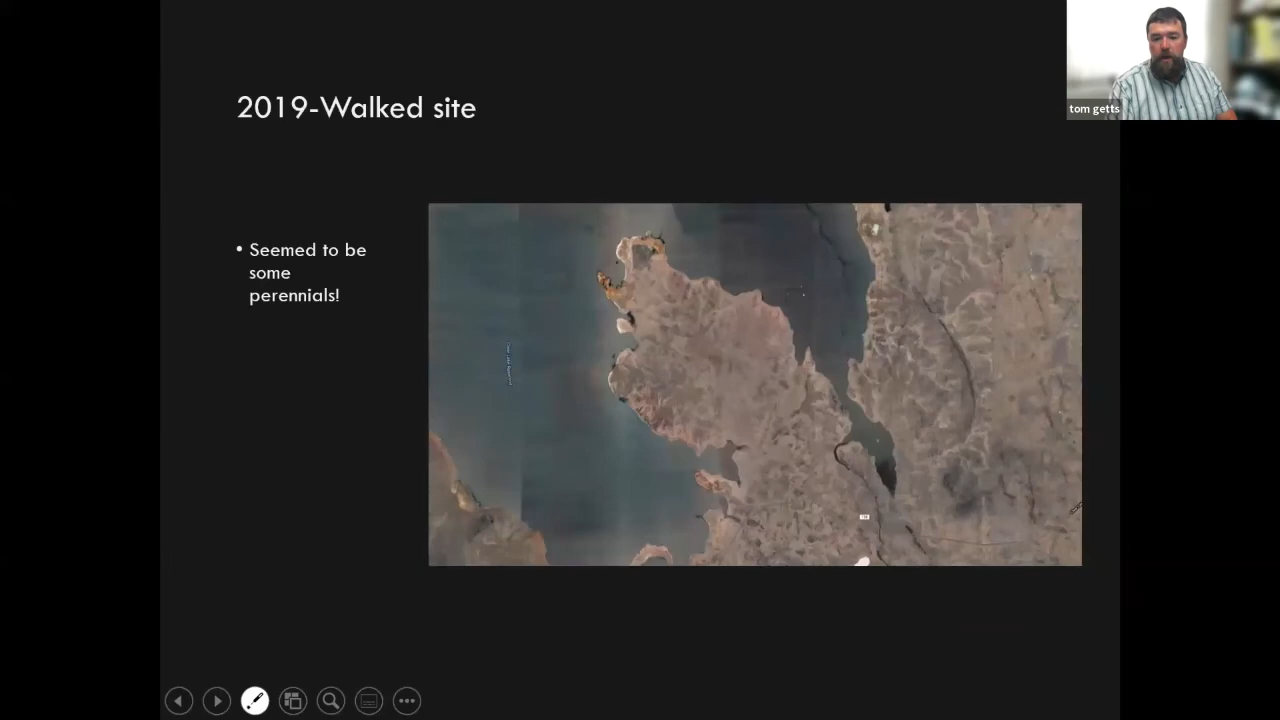 tom getts
2019-Walked site
• Seemed to be
some
perennials!